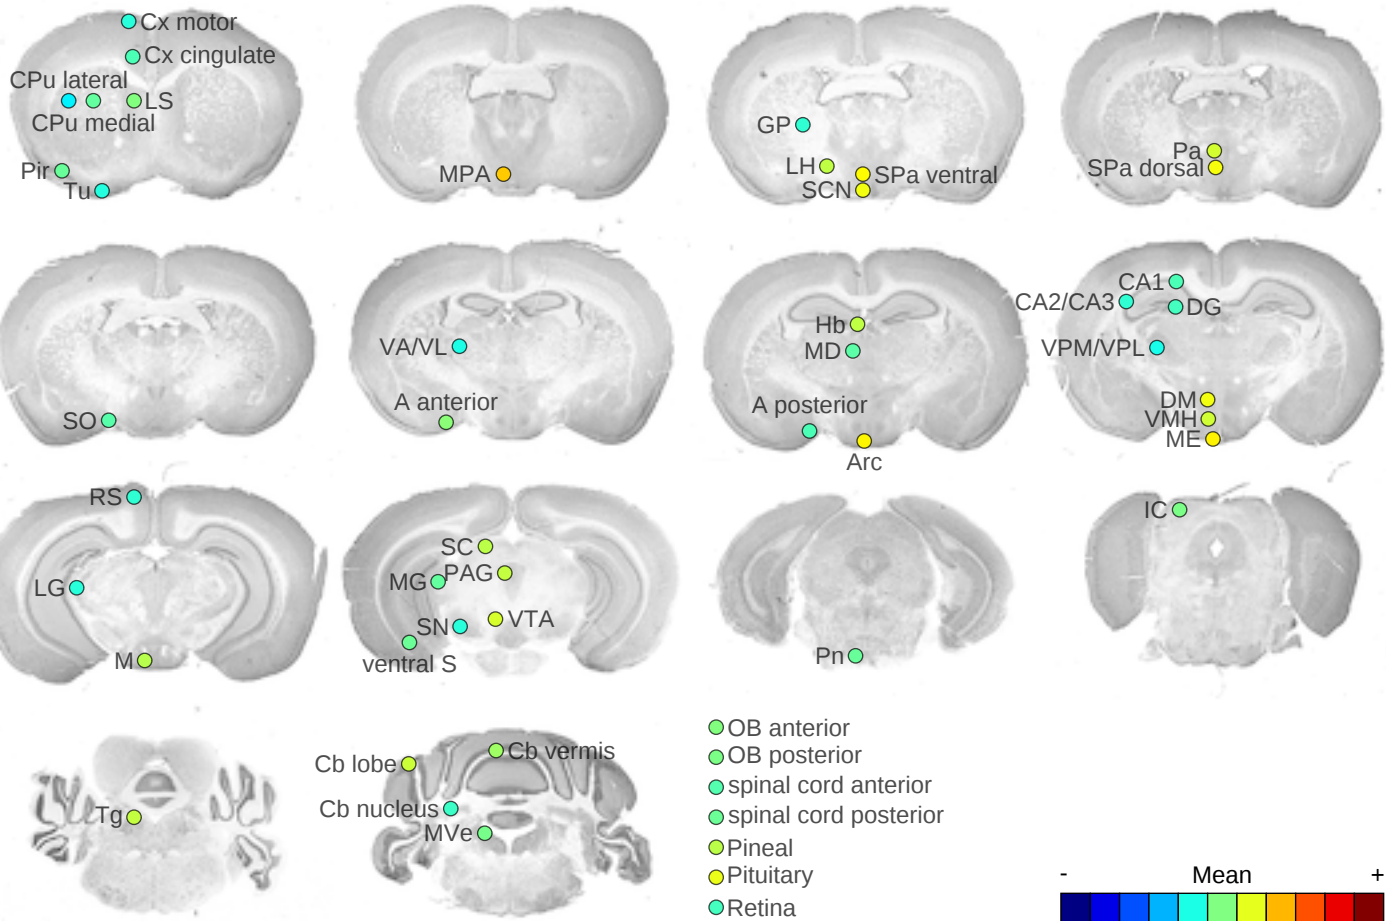 Cx motor
Cx cingulate
CPu lateral
LS
CPu medial
Pir
Tu
MPA
GP
LH
SPa ventral
SCN
Pa
SPa dorsal
SO
VA/VL
A anterior
Hb
MD
A posterior
Arc
CA1
CA2/CA3
DG
VPM/VPL
DM
VMH
ME
RS
LG
M
SC
MG
PAG
SN
VTA
ventral S
Pn
IC
Tg
Cb lobe
Cb vermis
Cb nucleus
MVe
OB anterior
OB posterior
spinal cord anterior
spinal cord posterior
Pineal
Pituitary
Retina
- Mean +